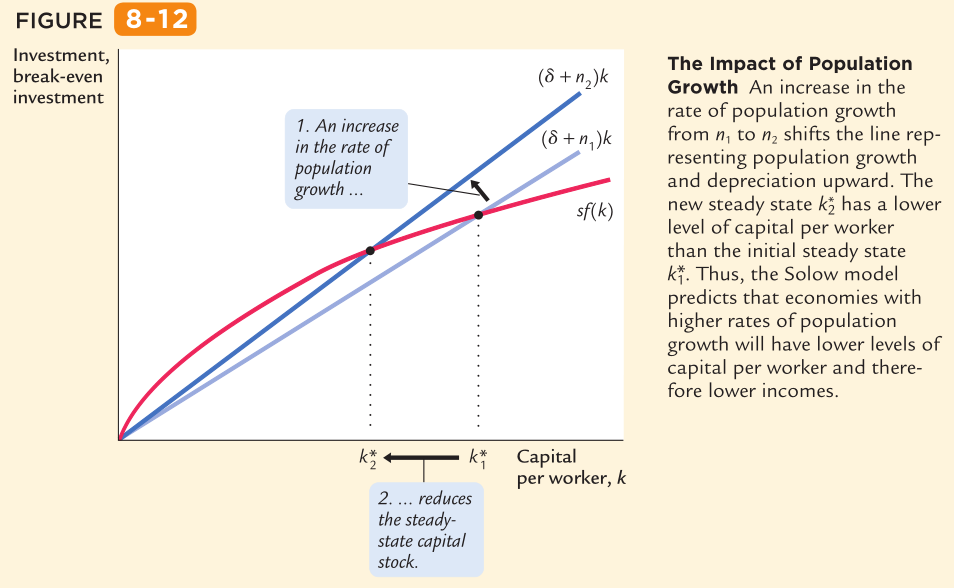 FIGURE 8-12
Investment,
break-even
investment
(δ + n₂)k
(δ + n₁)k
sf(k)
1. An increase
in the rate of
population
growth ...
k₂* k₁*
Capital
per worker, k
2. ... reduces
the steady-
state capital
stock.
The Impact of Population
Growth An increase in the
rate of population growth
from n₁ to n₂ shifts the line rep-
resenting population growth
and depreciation upward. The
new steady state k₂* has a lower
level of capital per worker
than the initial steady state
k₁*. Thus, the Solow model
predicts that economies with
higher rates of population
growth will have lower levels of
capital per worker and there-
fore lower incomes.